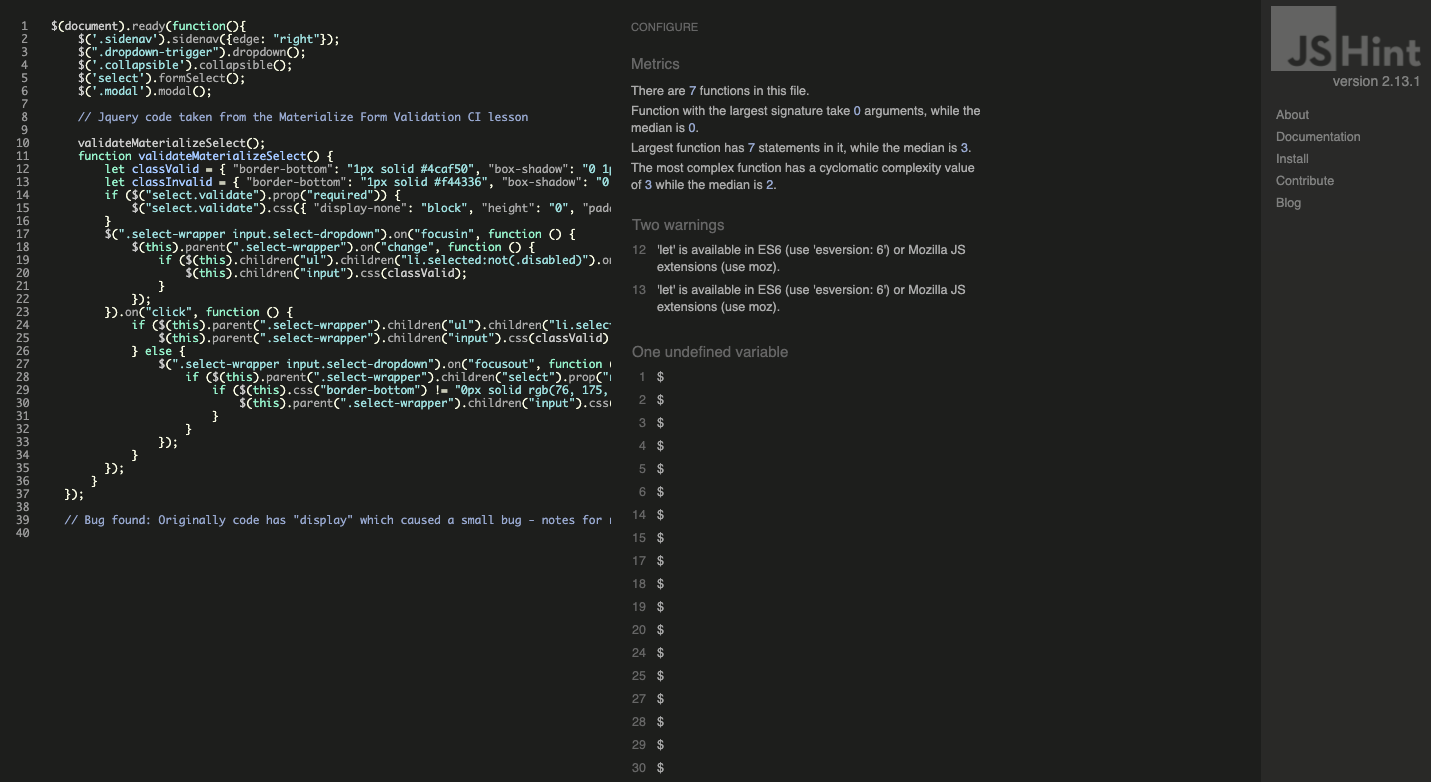 1 $(document).ready(function(){
2 $('.sidenav').sidenav({edge: "right"});
3 $(".dropdown-trigger").dropdown();
4 $('.collapsible').collapsible();
5 $('select').formSelect();
6 $('.modal').modal();
7
8 // Jquery code taken from the Materialize Form Validation CI lesson
9
10 validateMaterializeSelect();
11 function validateMaterializeSelect() {
12 let classValid = { "border-bottom": "1px solid #4caf50", "box-shadow": "0 1
13 let classInvalid = { "border-bottom": "1px solid #f44336", "box-shadow": "0
14 if ($("select.validate").prop("required")) {
15 $("select.validate").css({ "display-none": "block", "height": "0", "pad
16 }
17 $(".select-wrapper input.select-dropdown").on("focusin", function () {
18 $(this).parent(".select-wrapper").on("change", function () {
19 if ($(this).children("ul").children("li.selected:not(.disabled)").o
20 $(this).children("input").css(classValid);
21 }
22 });
23 }).on("click", function () {
24 if ($(this).parent(".select-wrapper").children("ul").children("li.selec
25 $(this).parent(".select-wrapper").children("input").css(classValid)
26 } else {
27 $(".select-wrapper input.select-dropdown").on("focusout", function
28 if ($(this).parent(".select-wrapper").children("select").prop("
29 if ($(this).css("border-bottom") != "0px solid rgb(76, 175,
30 $(this).parent(".select-wrapper").children("input").css
31 }
32 }
33 });
34 }
35 });
36 }
37 });
38
39 // Bug found: Originally code has "display" which caused a small bug - notes for
40
CONFIGURE
Metrics
There are 7 functions in this file.
Function with the largest signature take 0 arguments, while the
median is 0.
Largest function has 7 statements in it, while the median is 3.
The most complex function has a cyclomatic complexity value
of 3 while the median is 2.
Two warnings
12 'let' is available in ES6 (use 'esversion: 6') or Mozilla JS
extensions (use moz).
13 'let' is available in ES6 (use 'esversion: 6') or Mozilla JS
extensions (use moz).
One undefined variable
1 $
2 $
3 $
4 $
5 $
6 $
14 $
15 $
17 $
18 $
19 $
20 $
24 $
25 $
27 $
28 $
29 $
30 $
JSHint
version 2.13.1
About
Documentation
Install
Contribute
Blog